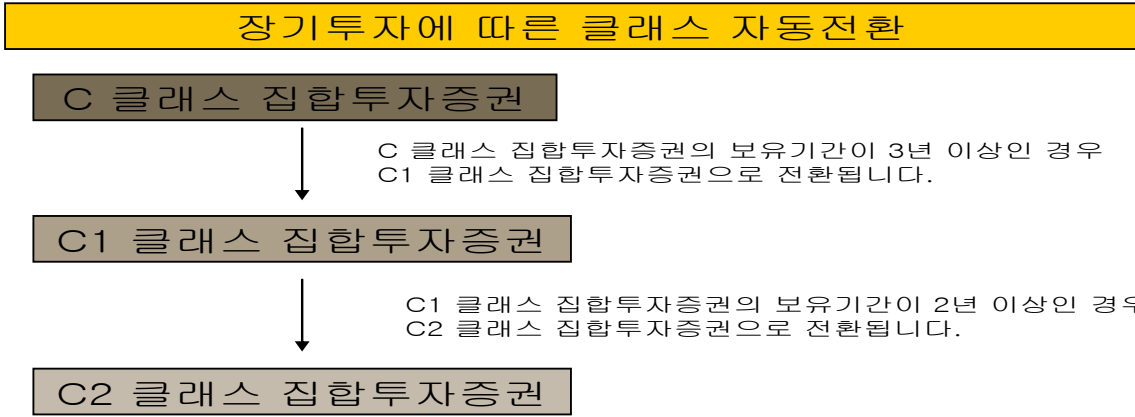 장기투자에 따른 클래스 자동전환
C 클래스 집합투자증권
C 클래스 집합투자증권의 보유기간이 3년 이상인 경우
C1 클래스 집합투자증권으로 전환됩니다.
C1 클래스 집합투자증권
C1 클래스 집합투자증권의 보유기간이 2년 이상인 경우
C2 클래스 집합투자증권으로 전환됩니다.
C2 클래스 집합투자증권